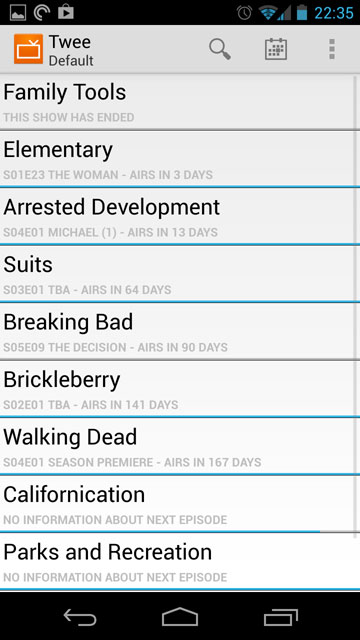 22:35
Twee
Default
Family Tools
THIS SHOW HAS ENDED
Elementary
S01E23 THE WOMAN - AIRS IN 3 DAYS
Arrested Development
S04E01 MICHAEL (1) - AIRS IN 13 DAYS
Suits
S03E01 TBA - AIRS IN 64 DAYS
Breaking Bad
S05E09 THE DECISION - AIRS IN 90 DAYS
Brickleberry
S02E01 TBA - AIRS IN 141 DAYS
Walking Dead
S04E01 SEASON PREMIERE - AIRS IN 167 DAYS
Californication
NO INFORMATION ABOUT NEXT EPISODE
Parks and Recreation
NO INFORMATION ABOUT NEXT EPISODE